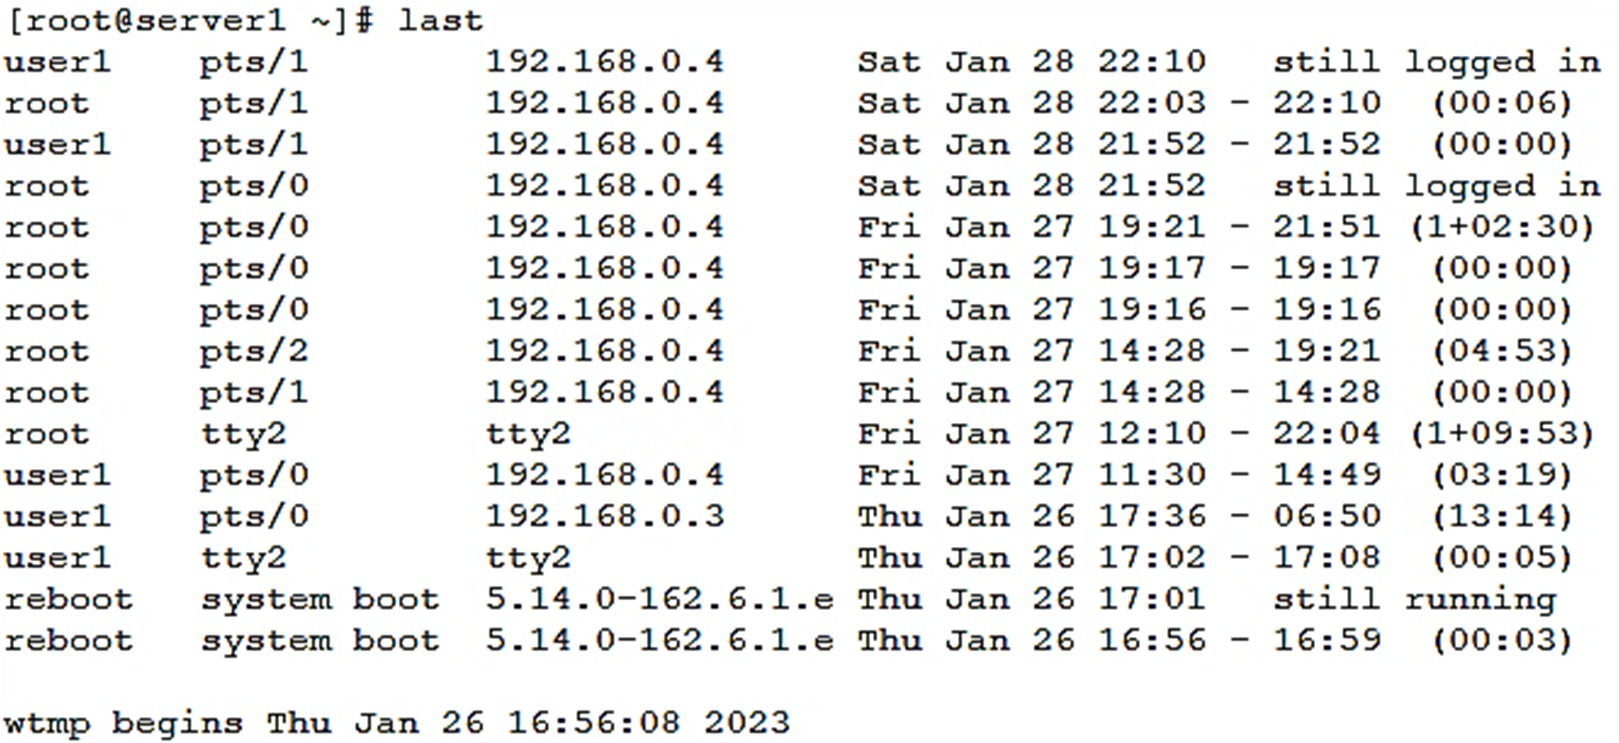 [root@server1 ~]# last
user1    pts/1        192.168.0.4      Sat Jan 28 22:10   still logged in
root     pts/1        192.168.0.4      Sat Jan 28 22:03 - 22:10  (00:06)
user1    pts/1        192.168.0.4      Sat Jan 28 21:52 - 21:52  (00:00)
root     pts/0        192.168.0.4      Sat Jan 28 21:52   still logged in
root     pts/0        192.168.0.4      Fri Jan 27 19:21 - 21:51 (1+02:30)
root     pts/0        192.168.0.4      Fri Jan 27 19:17 - 19:17  (00:00)
root     pts/0        192.168.0.4      Fri Jan 27 19:16 - 19:16  (00:00)
root     pts/2        192.168.0.4      Fri Jan 27 14:28 - 19:21  (04:53)
root     pts/1        192.168.0.4      Fri Jan 27 14:28 - 14:28  (00:00)
root     tty2         tty2             Fri Jan 27 12:10 - 22:04 (1+09:53)
user1    pts/0        192.168.0.4      Fri Jan 27 11:30 - 14:49  (03:19)
user1    pts/0        192.168.0.3      Thu Jan 26 17:36 - 06:50  (13:14)
user1    tty2         tty2             Thu Jan 26 17:02 - 17:08  (00:05)
reboot   system boot  5.14.0-162.6.1.e Thu Jan 26 17:01   still running
reboot   system boot  5.14.0-162.6.1.e Thu Jan 26 16:56 - 16:59  (00:03)

wtmp begins Thu Jan 26 16:56:08 2023